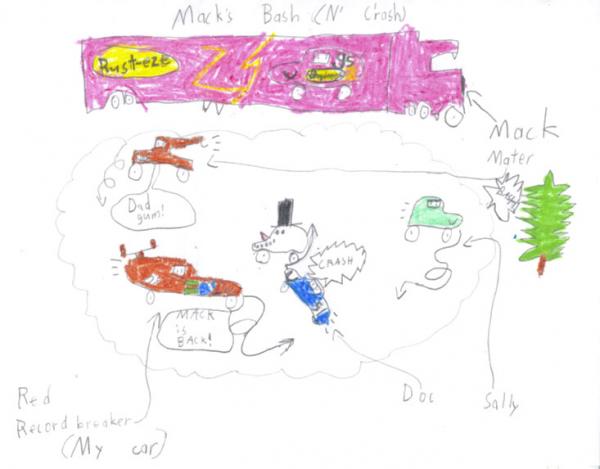 Mack's Bash (N' Crash)
Rust-eze
95
Mack
Mater
BASH!
Dad
gum!
CRASH
MACK
is
BACK!
Red
Record breaker
(My car)
Doc
Sally